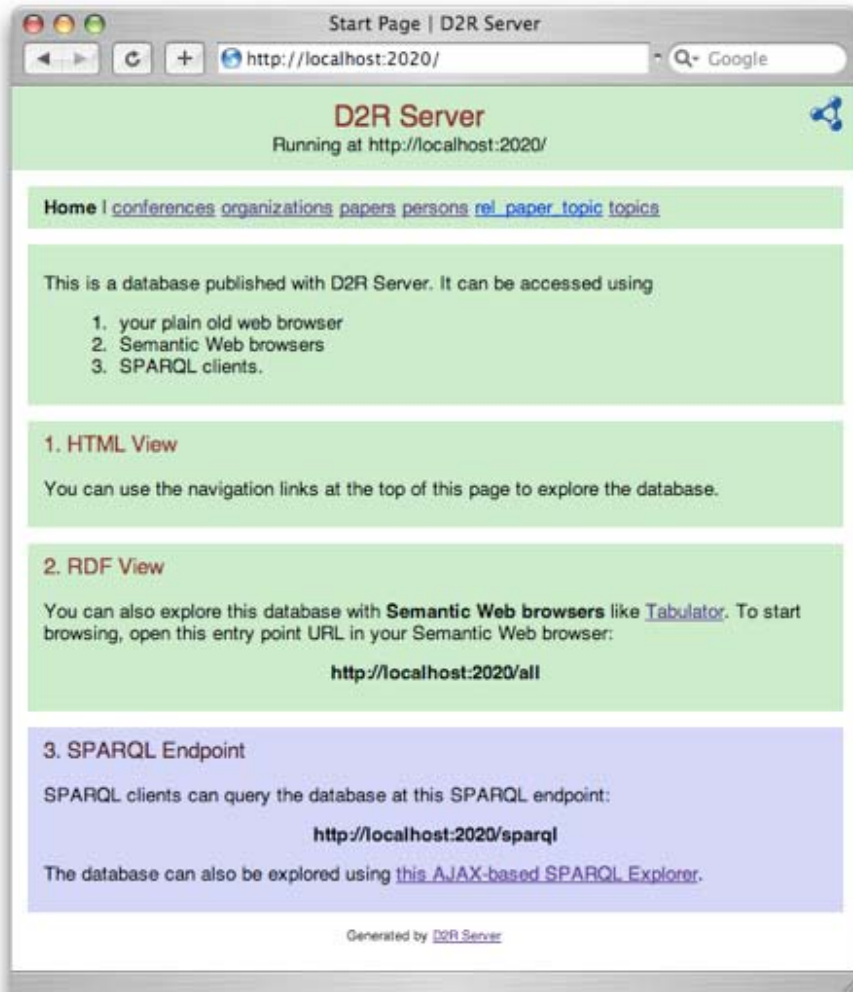 Start Page | D2R Server
http://localhost:2020/
Google
D2R Server
Running at http://localhost:2020/
Home | conferences organizations papers persons rel_paper_topic topics
This is a database published with D2R Server. It can be accessed using
1. your plain old web browser
2. Semantic Web browsers
3. SPARQL clients.
1. HTML View
You can use the navigation links at the top of this page to explore the database.
2. RDF View
You can also explore this database with Semantic Web browsers like Tabulator. To start
browsing, open this entry point URL in your Semantic Web browser:
http://localhost:2020/all
3. SPARQL Endpoint
SPARQL clients can query the database at this SPARQL endpoint:
http://localhost:2020/sparql
The database can also be explored using this AJAX-based SPARQL Explorer.
Generated by D2R Server